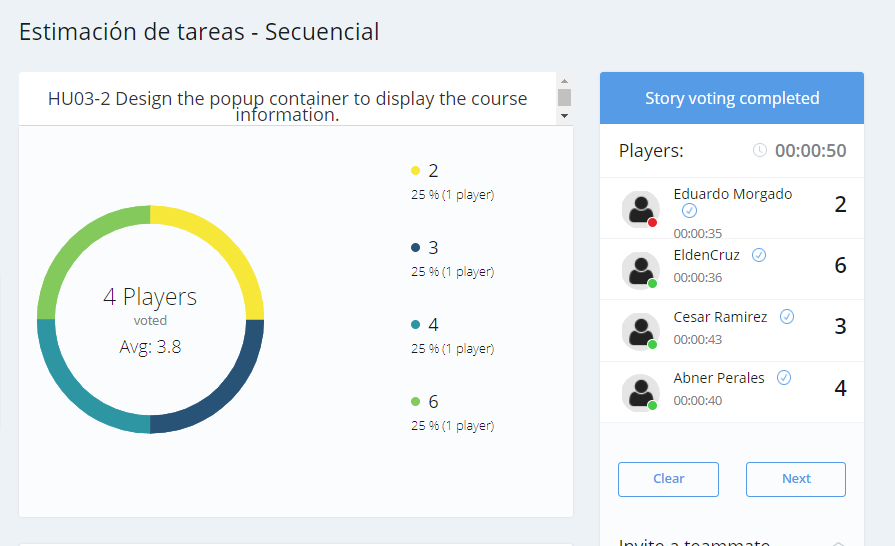 Estimación de tareas - Secuencial
HU03-2 Design the popup container to display the course
information.
4 Players
voted
Avg: 3.8
2
25 % (1 player)
3
25 % (1 player)
4
25 % (1 player)
6
25 % (1 player)
Story voting completed
Players: 00:00:50
Eduardo Morgado 2
00:00:35
EldenCruz 6
00:00:36
Cesar Ramirez 3
00:00:43
Abner Perales 4
00:00:40
Clear Next
Invite a teammate